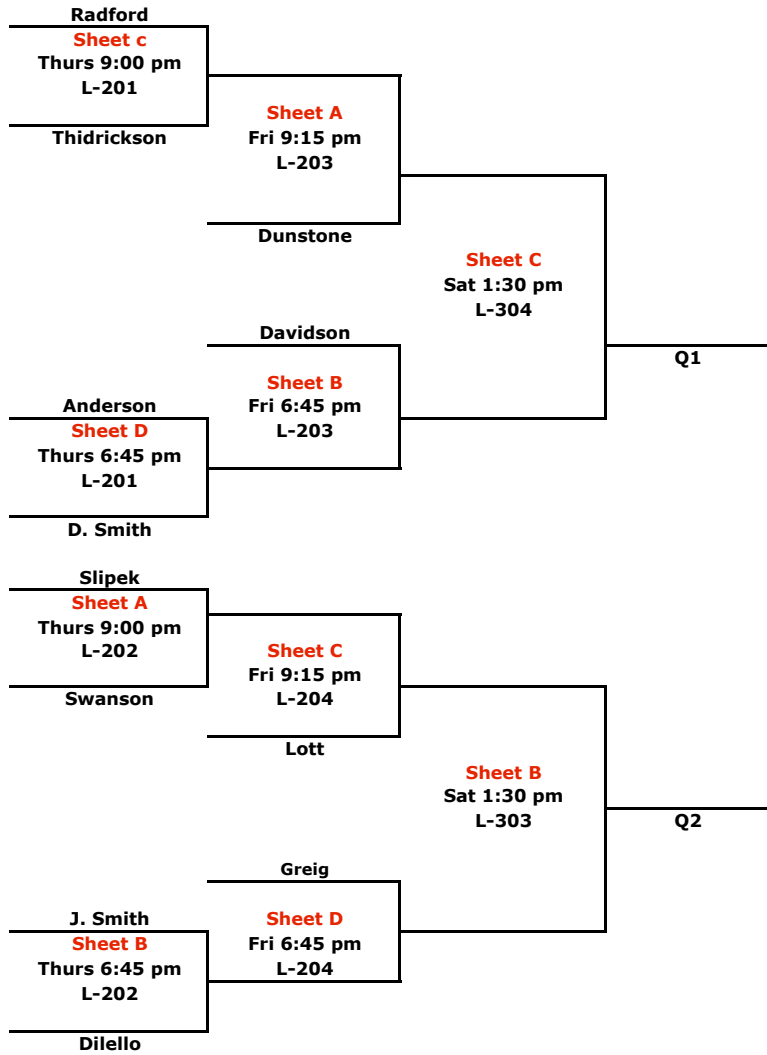 Radford
Sheet c
Thurs 9:00 pm
L-201
Thidrickson
Sheet A
Fri 9:15 pm
L-203
Dunstone
Sheet C
Sat 1:30 pm
L-304
Davidson
Sheet B
Fri 6:45 pm
L-203
Q1
Anderson
Sheet D
Thurs 6:45 pm
L-201
D. Smith
Slipek
Sheet A
Thurs 9:00 pm
L-202
Swanson
Sheet C
Fri 9:15 pm
L-204
Lott
Sheet B
Sat 1:30 pm
L-303
Q2
Greig
Sheet D
Fri 6:45 pm
L-204
J. Smith
Sheet B
Thurs 6:45 pm
L-202
Dilello